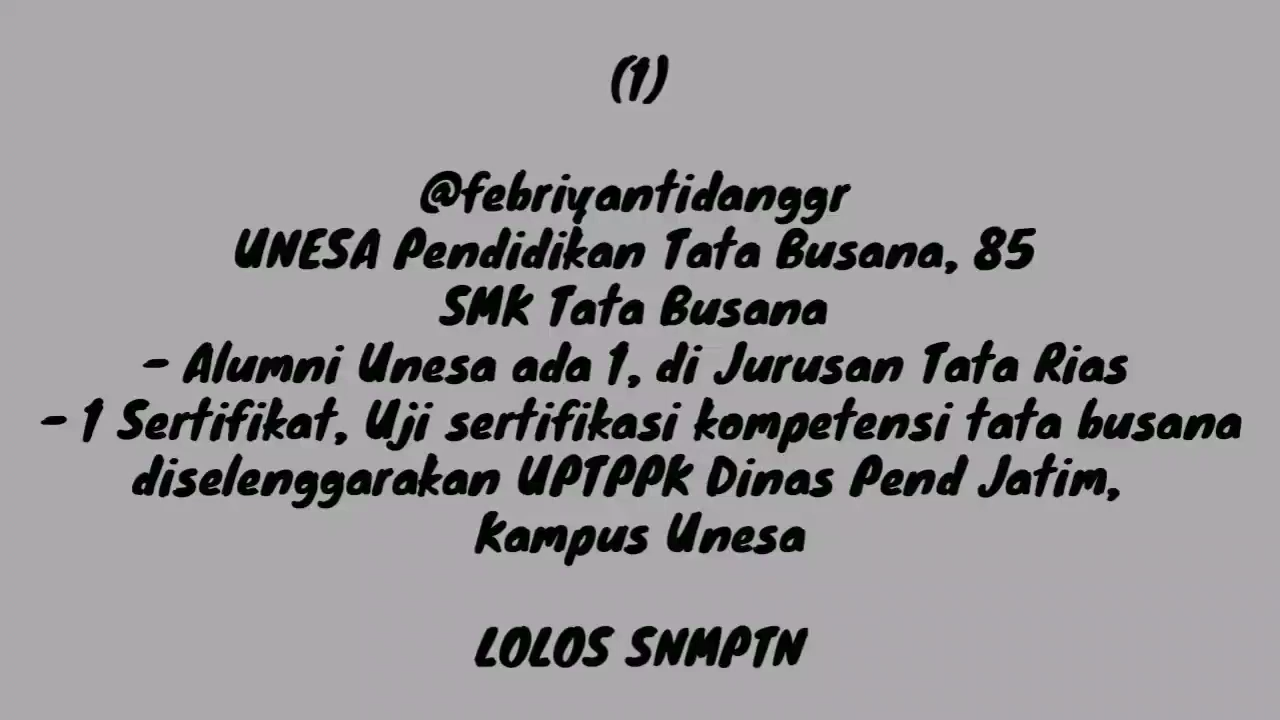 (1)
@febriyantidanggr
UNESA Pendidikan Tata Busana, 85
SMK Tata Busana
- Alumni Unesa ada 1, di Jurusan Tata Rias
- 1 Sertifikat, Uji sertifikasi kompetensi tata busana
diselenggarakan UPTPPK Dinas Pend Jatim,
Kampus Unesa
LOLOS SNMPTN